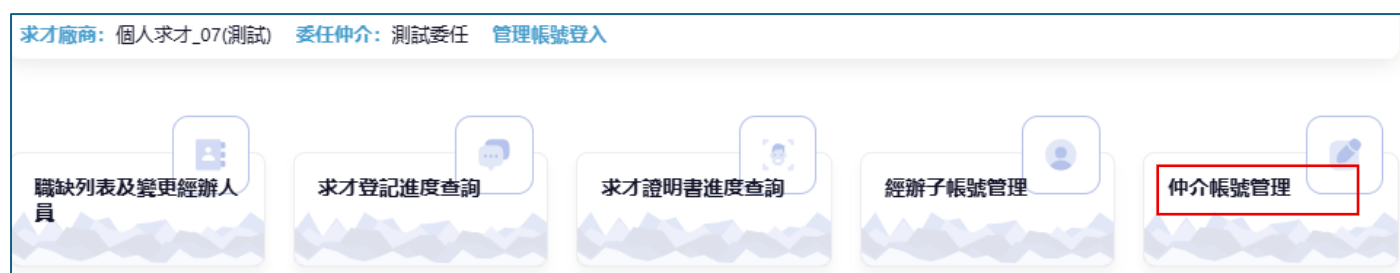 求才廠商：個人求才_07(測試) 委任仲介：測試委任 管理帳號登入
職缺列表及變更經辦人員
求才登記進度查詢
求才證明書進度查詢
經辦子帳號管理
仲介帳號管理